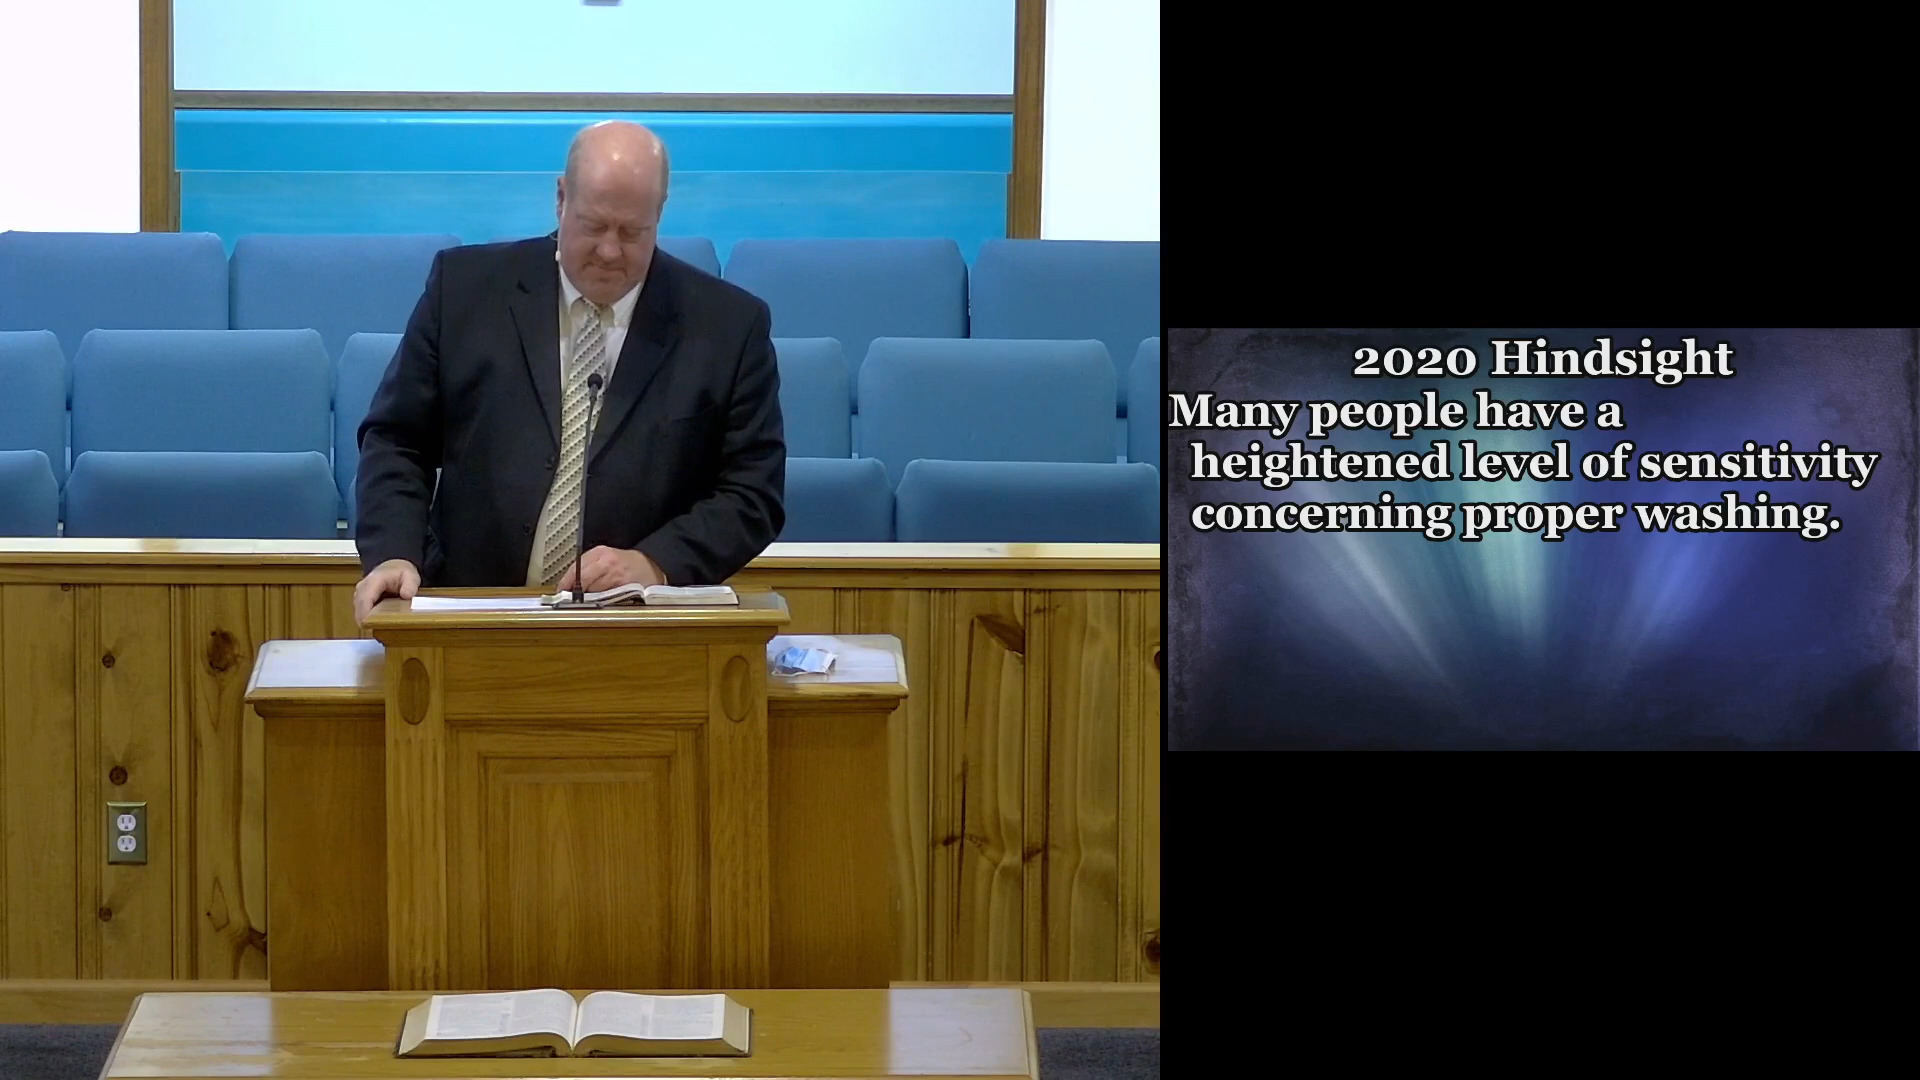 2020 Hindsight
Many people have a
heightened level of sensitivity
concerning proper washing.